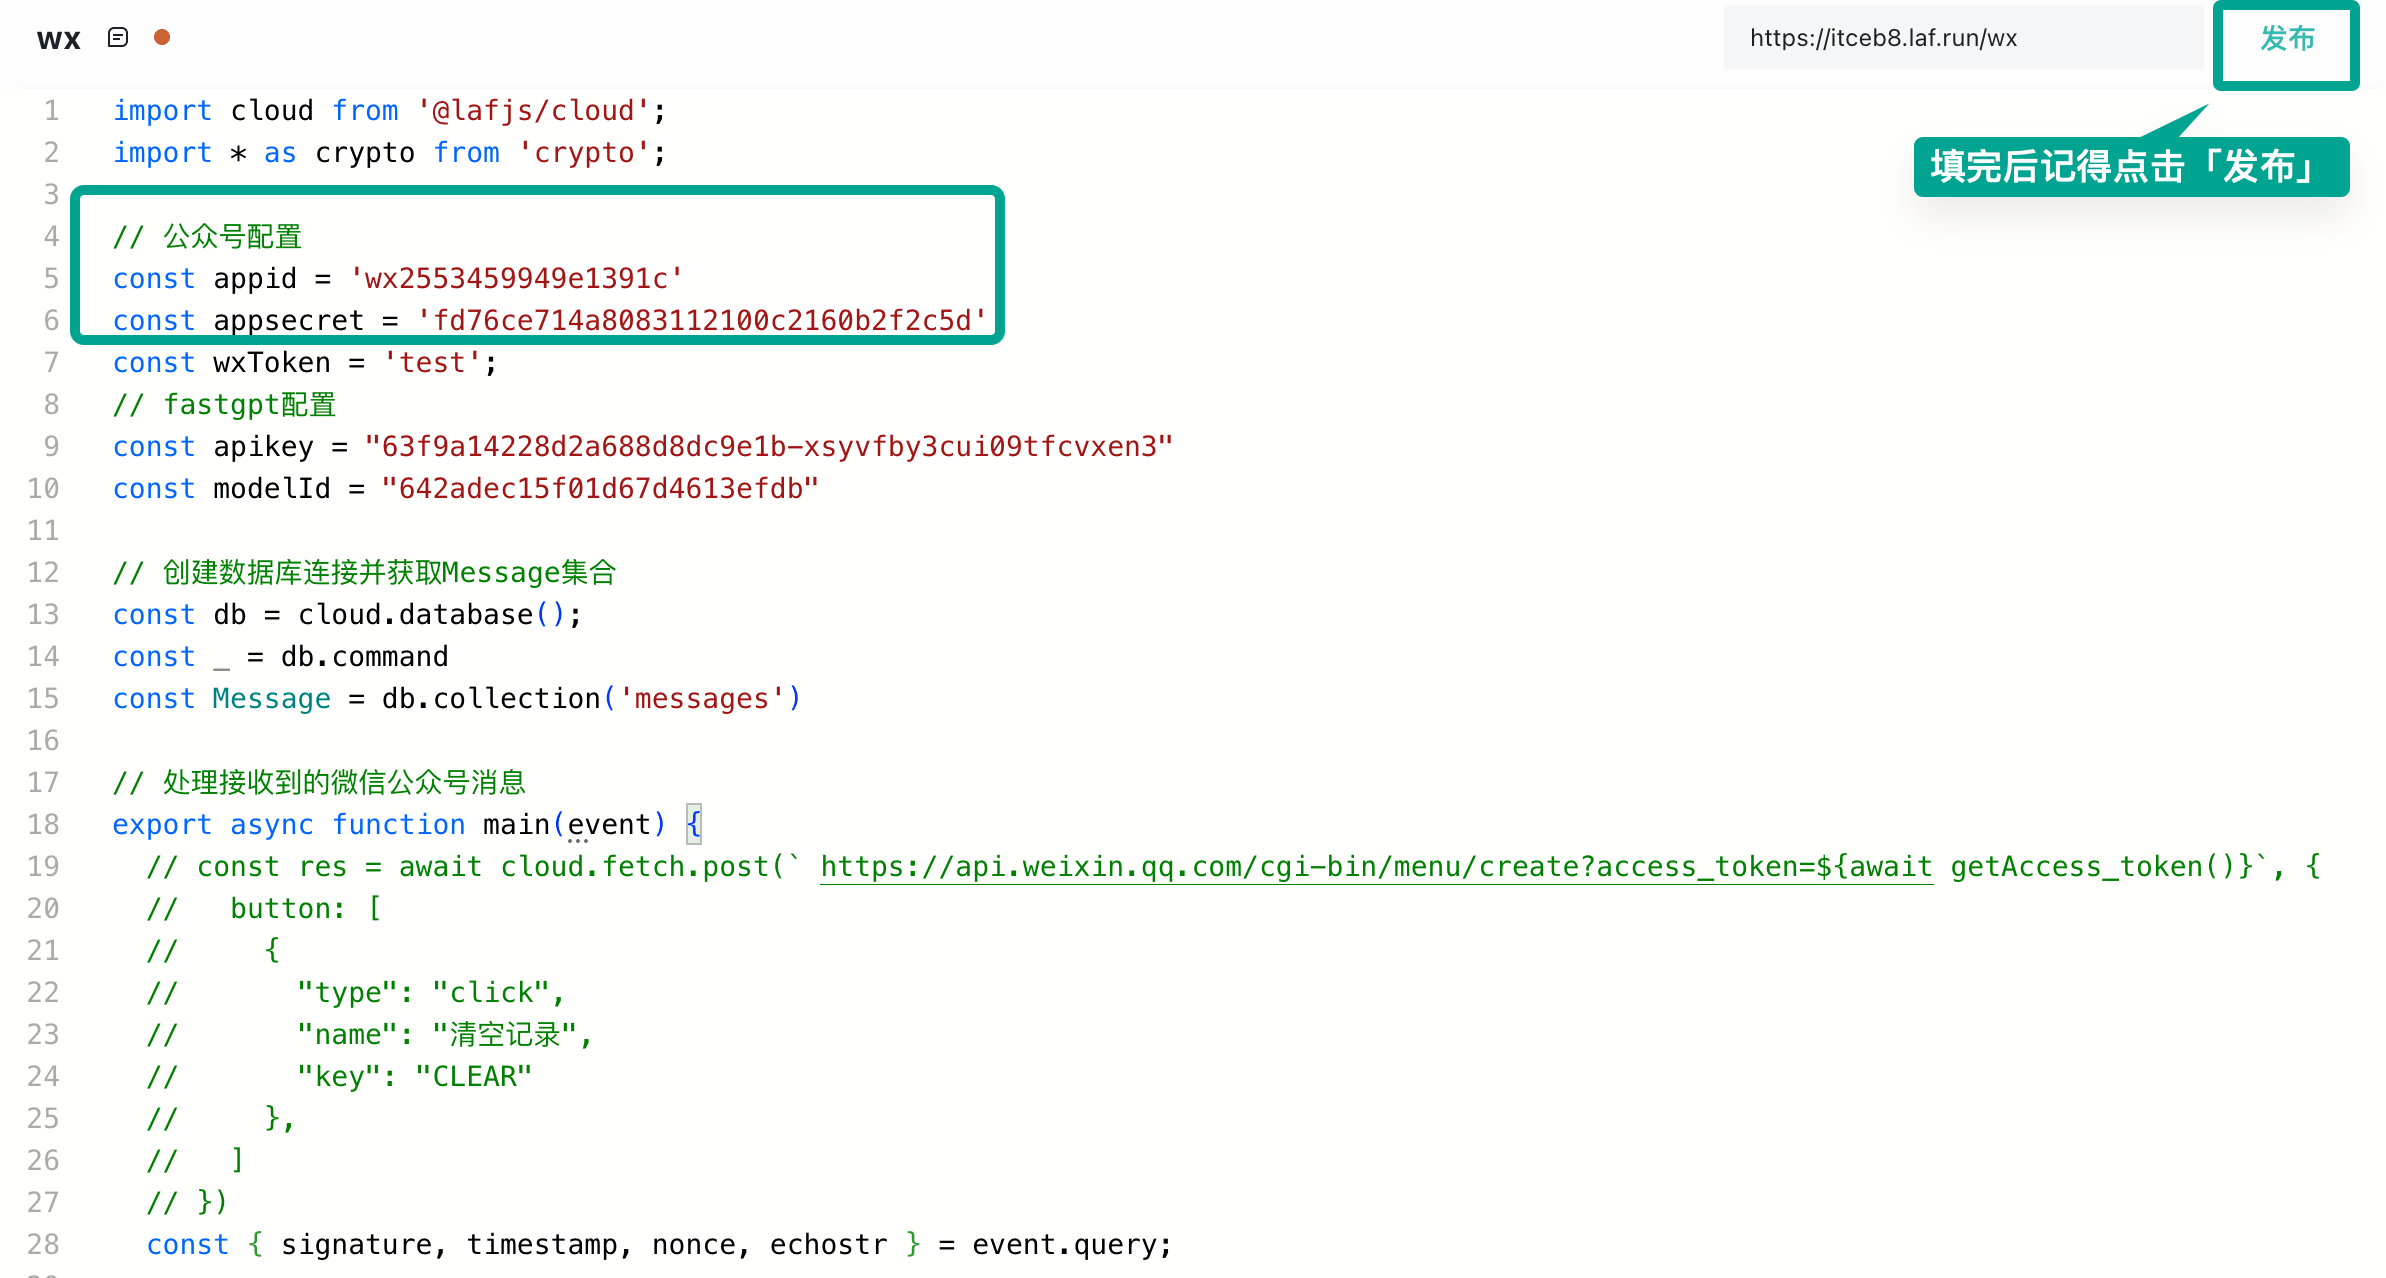 wx
https://itceb8.laf.run/wx
发布
填完后记得点击「发布」
1 import cloud from '@lafjs/cloud';
2 import * as crypto from 'crypto';
3
4 // 公众号配置
5 const appid = 'wx2553459949e1391c'
6 const appsecret = 'fd76ce714a8083112100c2160b2f2c5d'
7 const wxToken = 'test';
8 // fastgpt配置
9 const apikey = "63f9a14228d2a688d8dc9e1b-xsyvfby3cui09tfcvxen3"
10 const modelId = "642adec15f01d67d4613efdb"
11
12 // 创建数据库连接并获取Message集合
13 const db = cloud.database();
14 const _ = db.command
15 const Message = db.collection('messages')
16
17 // 处理接收到的微信公众号消息
18 export async function main(event) {
19   // const res = await cloud.fetch.post(` https://api.weixin.qq.com/cgi-bin/menu/create?access_token=${await getAccess_token()}`, {
20   //   button: [
21   //     {
22   //       "type": "click",
23   //       "name": "清空记录",
24   //       "key": "CLEAR"
25   //     },
26   //   ]
27   // })
28   const { signature, timestamp, nonce, echostr } = event.query;